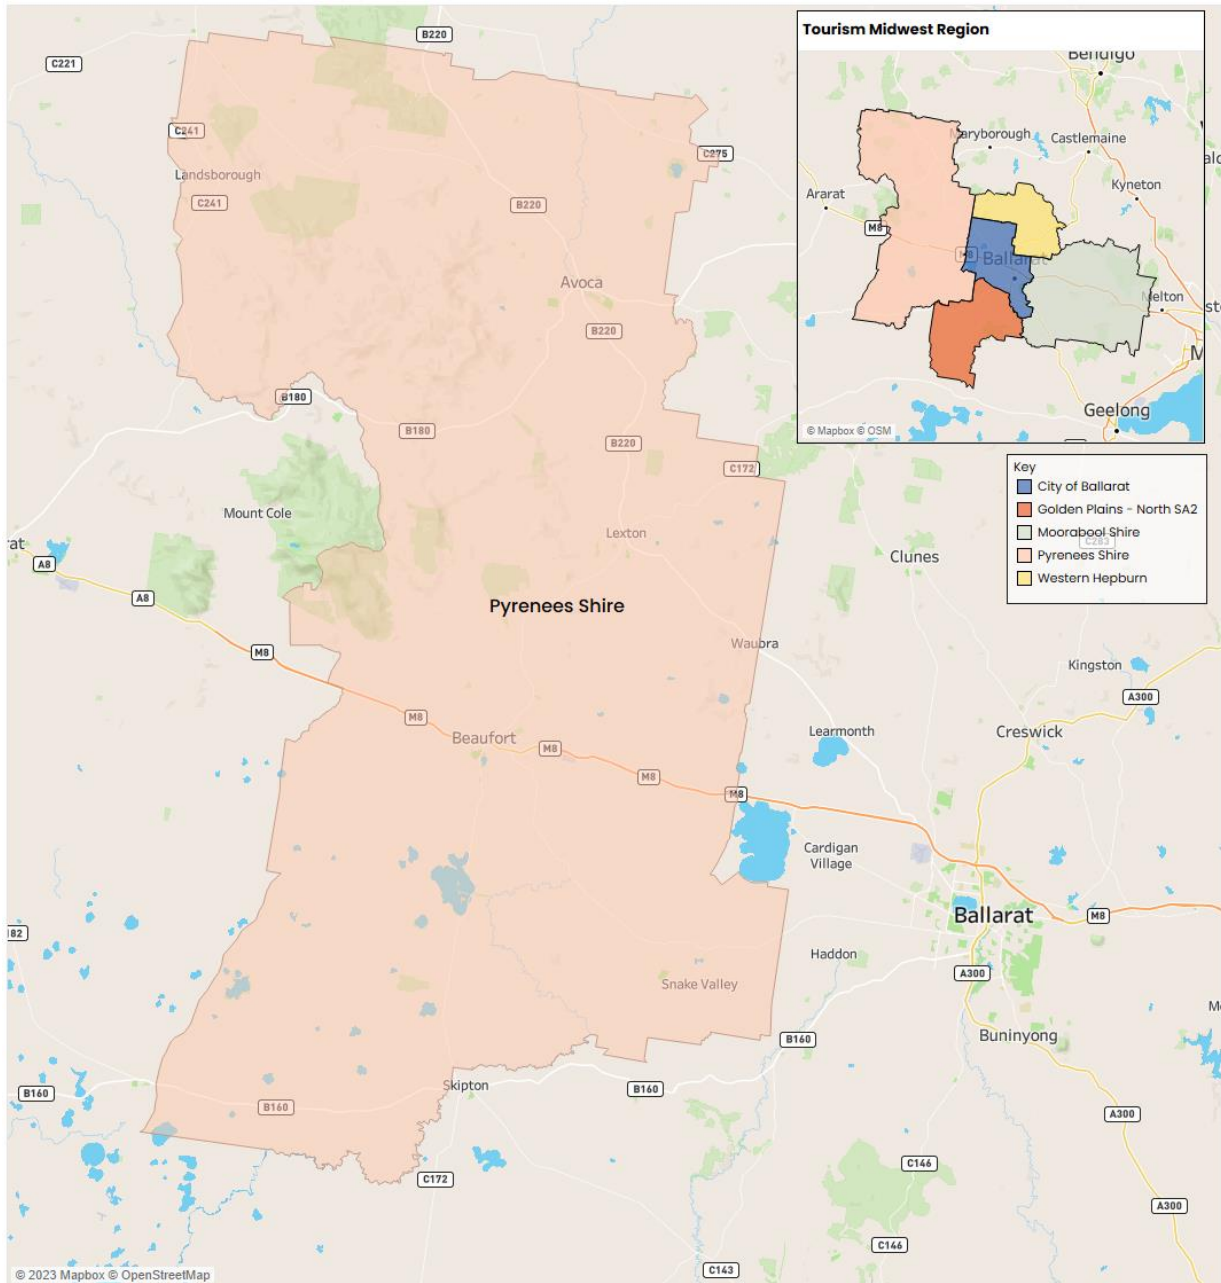 B220
C221
C241
Landsborough
C241
C275
B220
Avoca
B220
B180
B180
B220
C172
Mount Cole
Lexton
Clunes
rat
A8
A8
Pyrenees Shire
M8
Waubra
Kingston
A300
M8
Beaufort
M8
Learmonth
Creswick
M8
M8
Cardigan
Village
Ballarat
M8
182
Haddon
A300
Snake Valley
Buninyong
B160
B160
Skipton
B160
B160
A300
C172
C146
A300
C146
C143
© 2023 Mapbox © OpenStreetMap
Tourism Midwest Region
Bendigo
Maryborough
Castlemaine
Kyneton
Ararat
M8
M8
Ballarat
Melton
M
Geelong
© Mapbox © OSM
Key
City of Ballarat
Golden Plains - North SA2
Moorabool Shire
C283
Pyrenees Shire
Western Hepburn